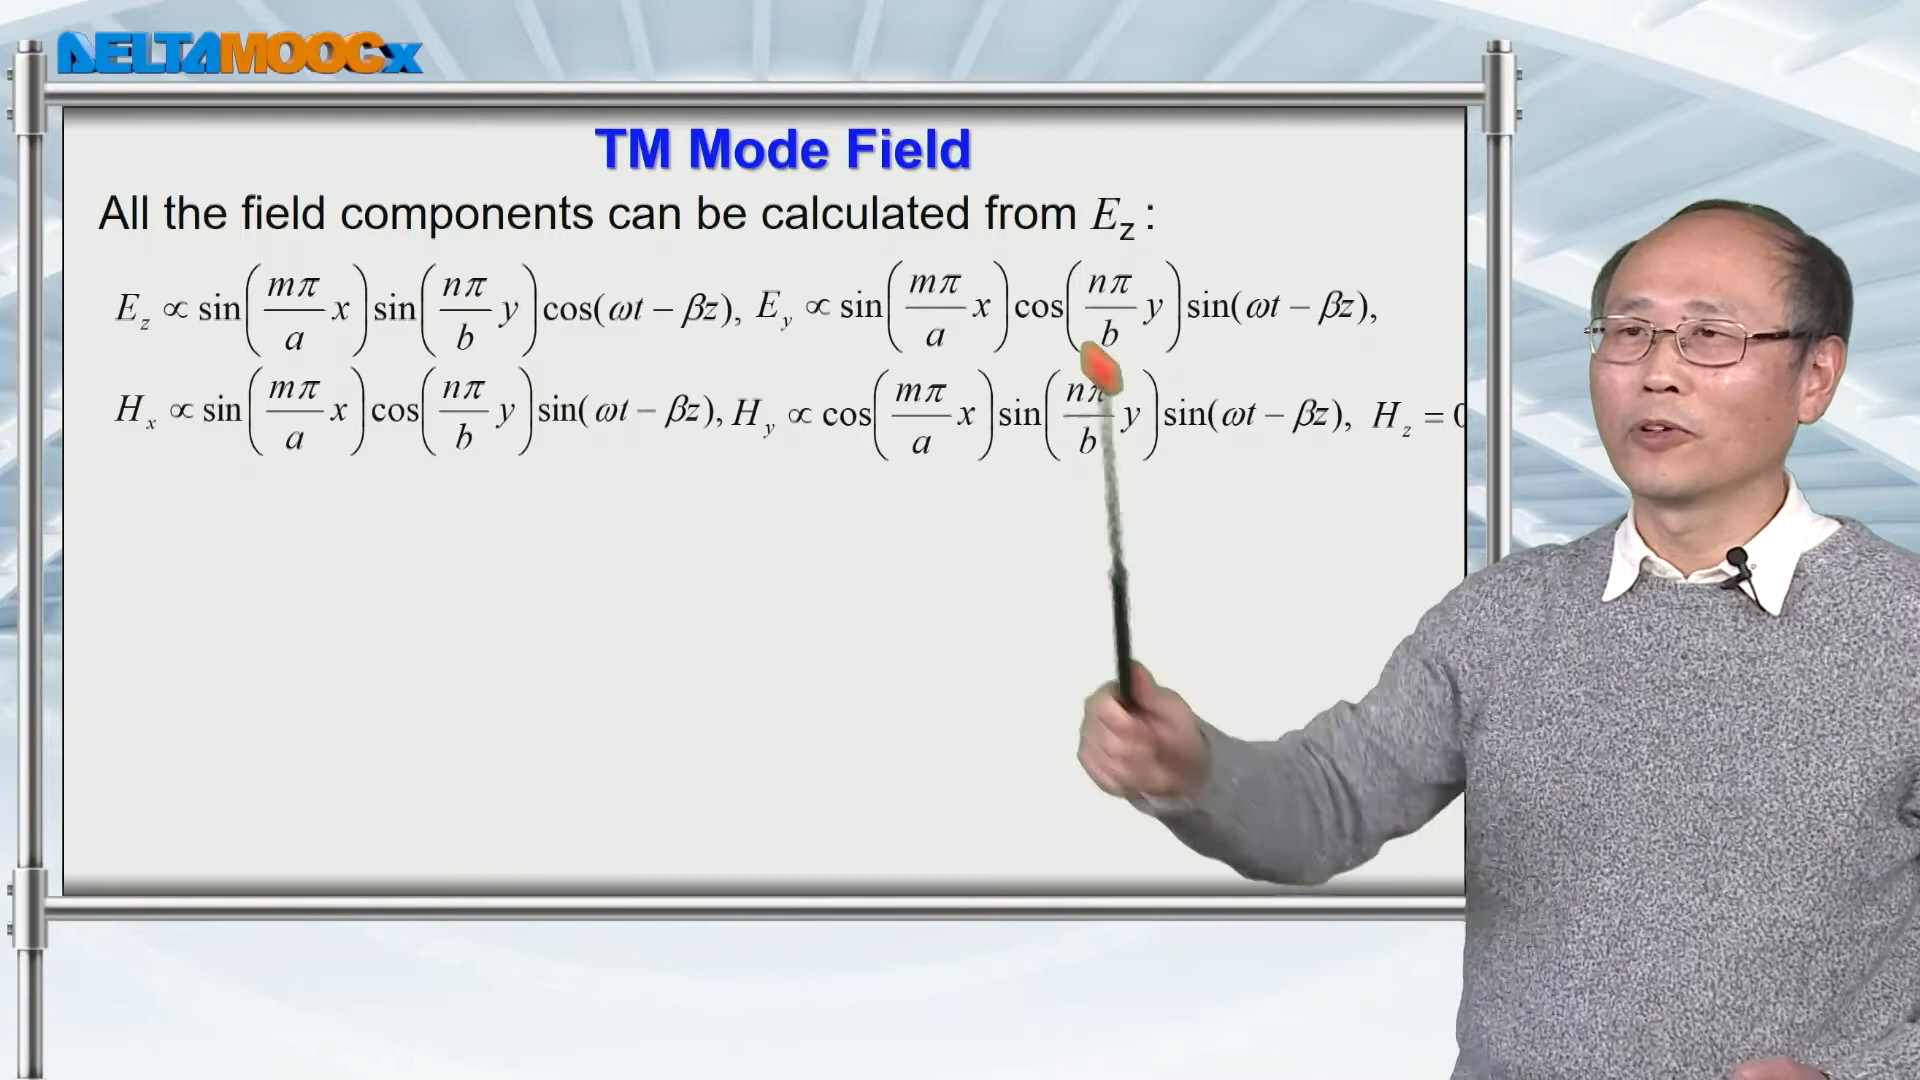 DELTAMOOCx
TM Mode Field
All the field components can be calculated from E_z :
E_z ∝ sin(mπ/a x) sin(nπ/b y) cos(ωt − βz), E_y ∝ sin(mπ/a x) cos(nπ/b y) sin(ωt − βz),
H_x ∝ sin(mπ/a x) cos(nπ/b y) sin(ωt − βz), H_y ∝ cos(mπ/a x) sin(nπ/b y) sin(ωt − βz), H_z = 0